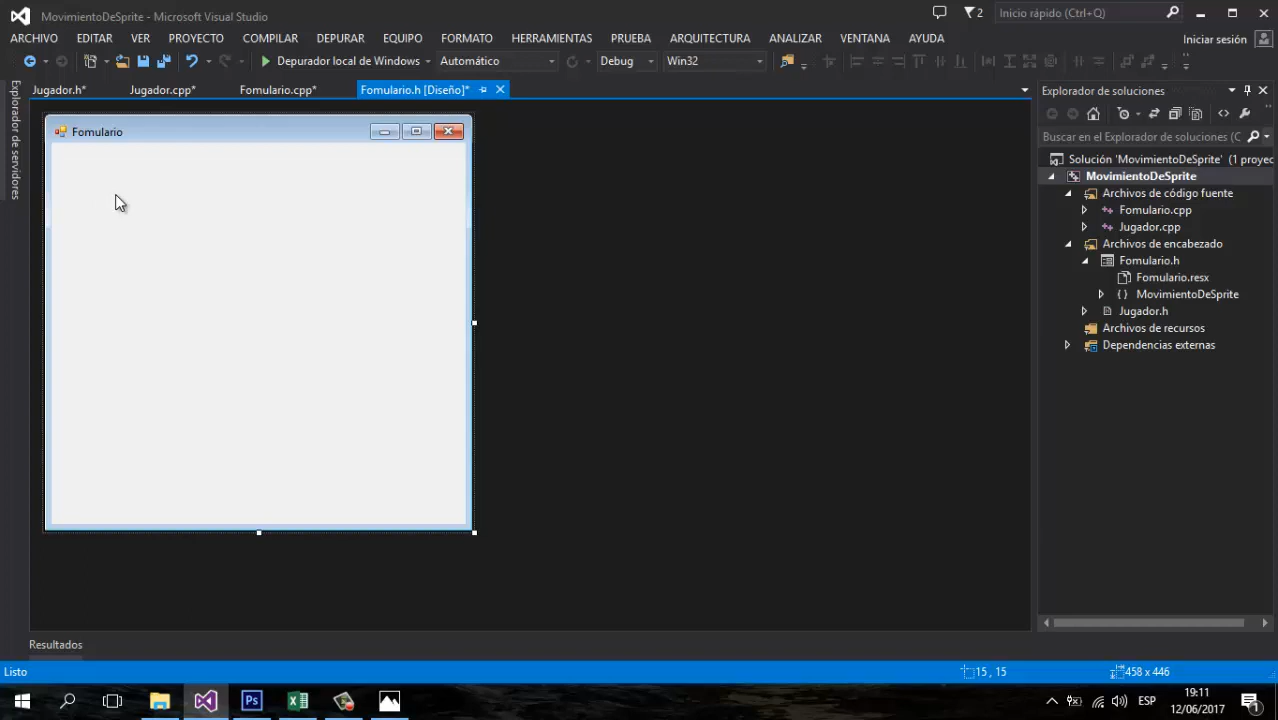 MovimientoDeSprite - Microsoft Visual Studio
2
Inicio rápido (Ctrl+Q)
ARCHIVO EDITAR VER PROYECTO COMPILAR DEPURAR EQUIPO FORMATO HERRAMIENTAS PRUEBA ARQUITECTURA ANALIZAR VENTANA AYUDA
Iniciar sesión
Depurador local de Windows Automático Debug Win32
Jugador.h* Jugador.cpp* Fomulario.cpp* Fomulario.h [Diseño]*
Explorador de servidores
Fomulario
Explorador de soluciones
Buscar en el Explorador de soluciones (C
Solución 'MovimientoDeSprite' (1 proyec
MovimientoDeSprite
Archivos de código fuente
Fomulario.cpp
Jugador.cpp
Archivos de encabezado
Fomulario.h
Fomulario.resx
{ } MovimientoDeSprite
Jugador.h
Archivos de recursos
Dependencias externas
Resultados
Listo
15 , 15
458 x 446
Ps
ESP
19:11
12/06/2017
1